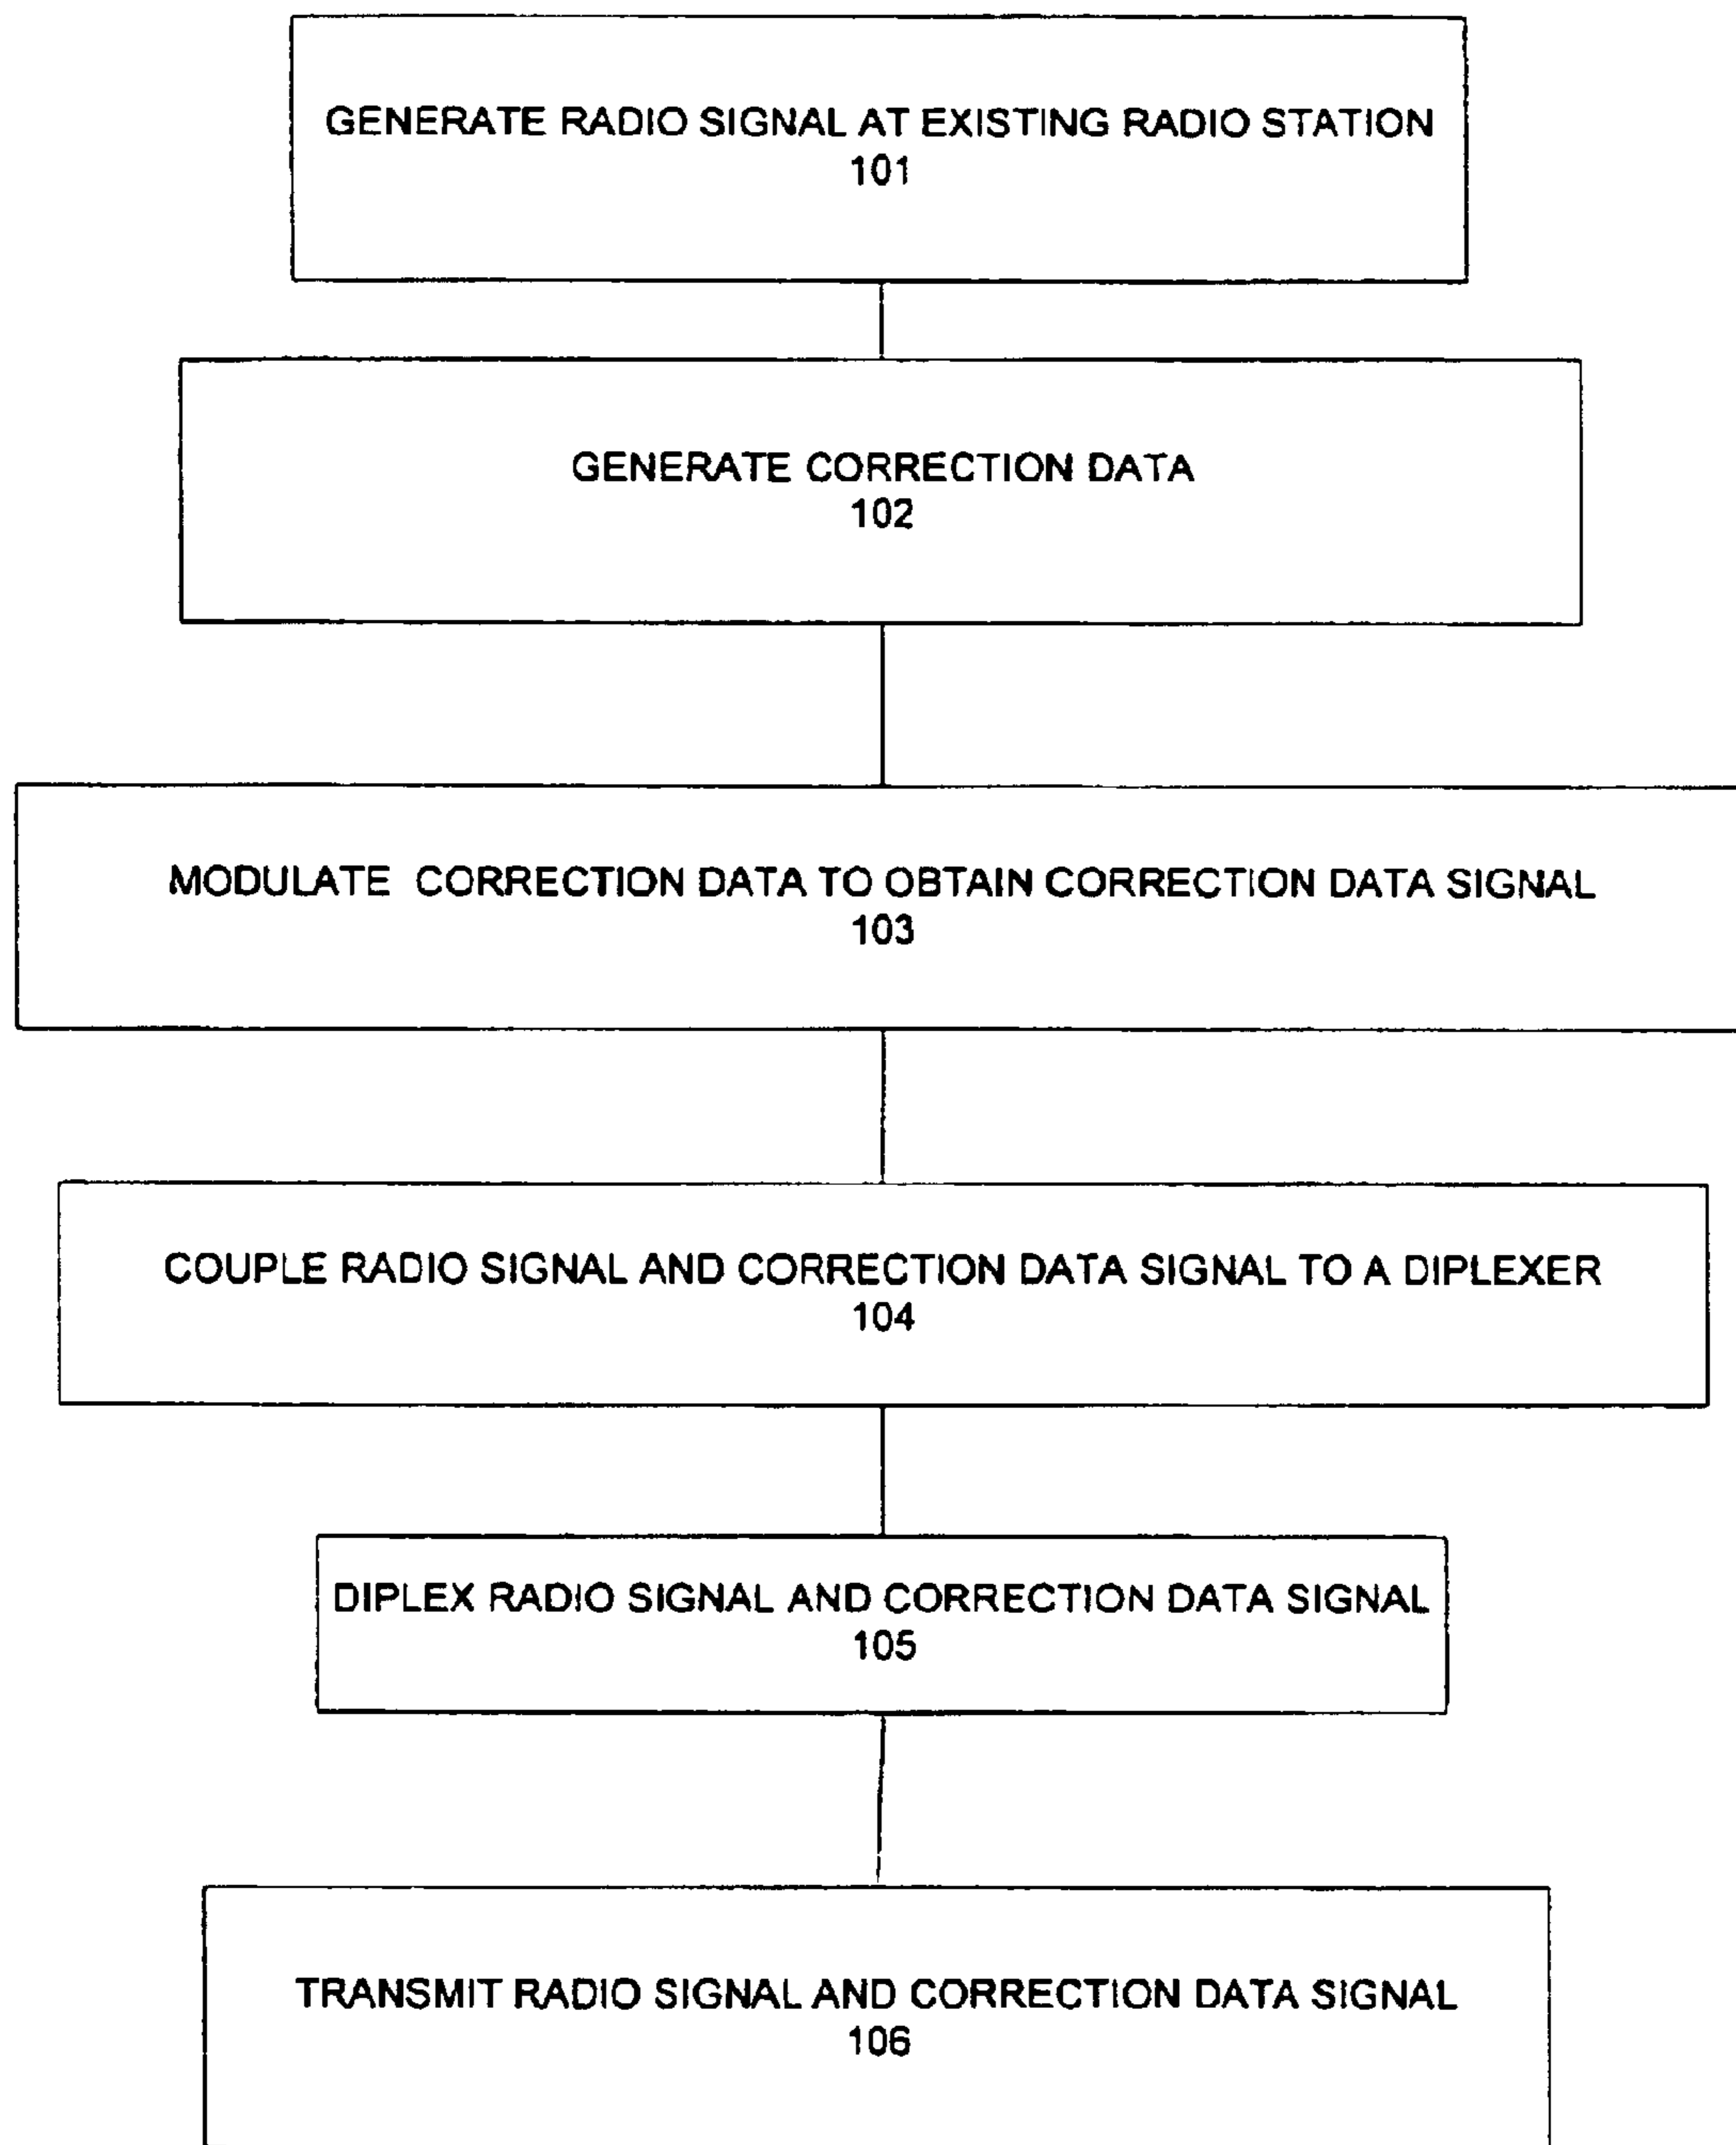 GENERATE RADIO SIGNAL AT EXISTING RADIO STATION
101
GENERATE CORRECTION DATA
102
MODULATE CORRECTION DATA TO OBTAIN CORRECTION DATA SIGNAL
103
COUPLE RADIO SIGNAL AND CORRECTION DATA SIGNAL TO A DIPLEXER
104
DIPLEX RADIO SIGNAL AND CORRECTION DATA SIGNAL
105
TRANSMIT RADIO SIGNAL AND CORRECTION DATA SIGNAL
106